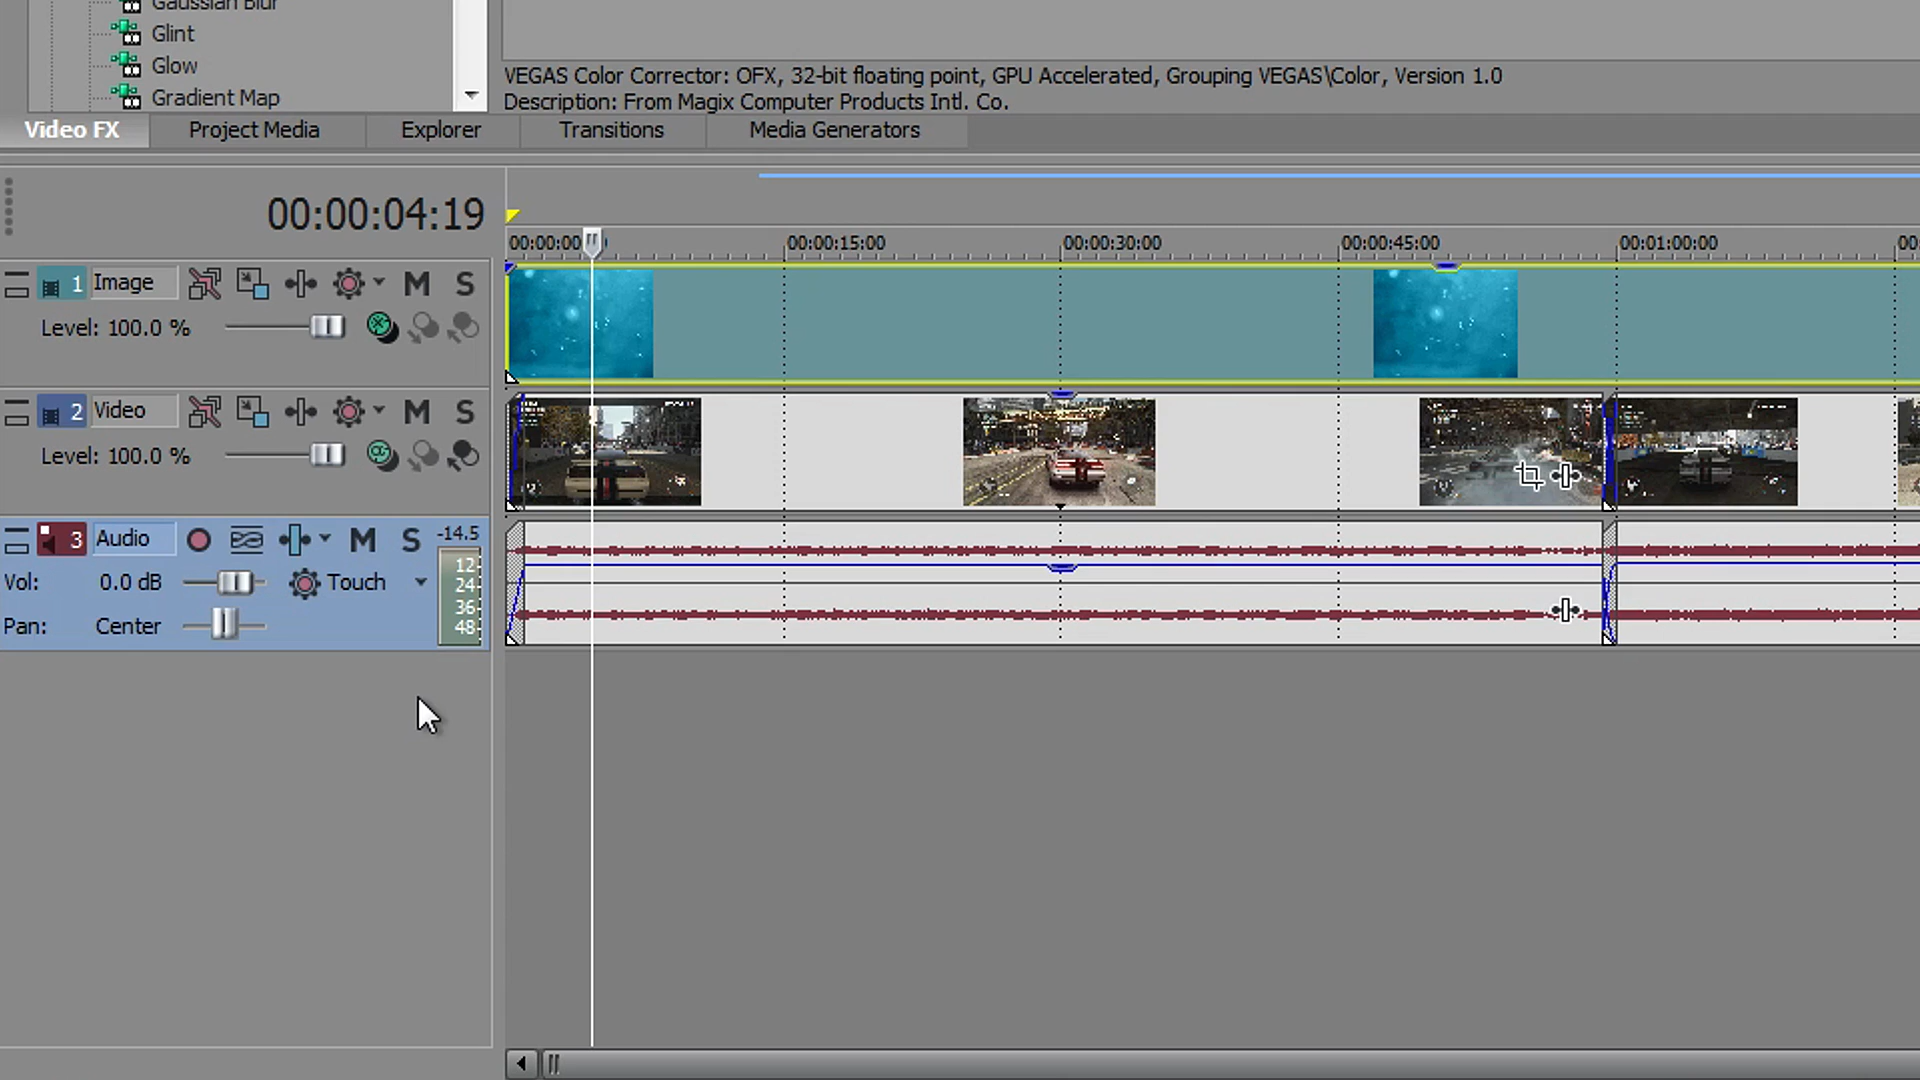 Gaussian Blur
Glint
Glow
Gradient Map
VEGAS Color Corrector: OFX, 32-bit floating point, GPU Accelerated, Grouping VEGAS\Color, Version 1.0
Description: From Magix Computer Products Intl. Co.
Video FX Project Media Explorer Transitions Media Generators
00:00:04:19
00:00:00 00:00:15:00 00:00:30:00 00:00:45:00 00:01:00:00 00:
1 Image M S
Level: 100.0 %
2 Video M S
Level: 100.0 %
3 Audio M S -14.5
Vol: 0.0 dB Touch
Pan: Center
12
24
36
48